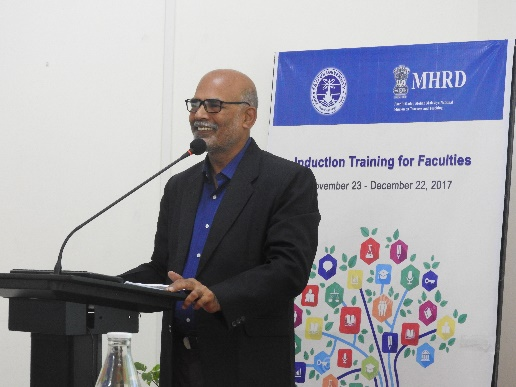 MHRD
Induction Training for Faculties
November 23 - December 22, 2017